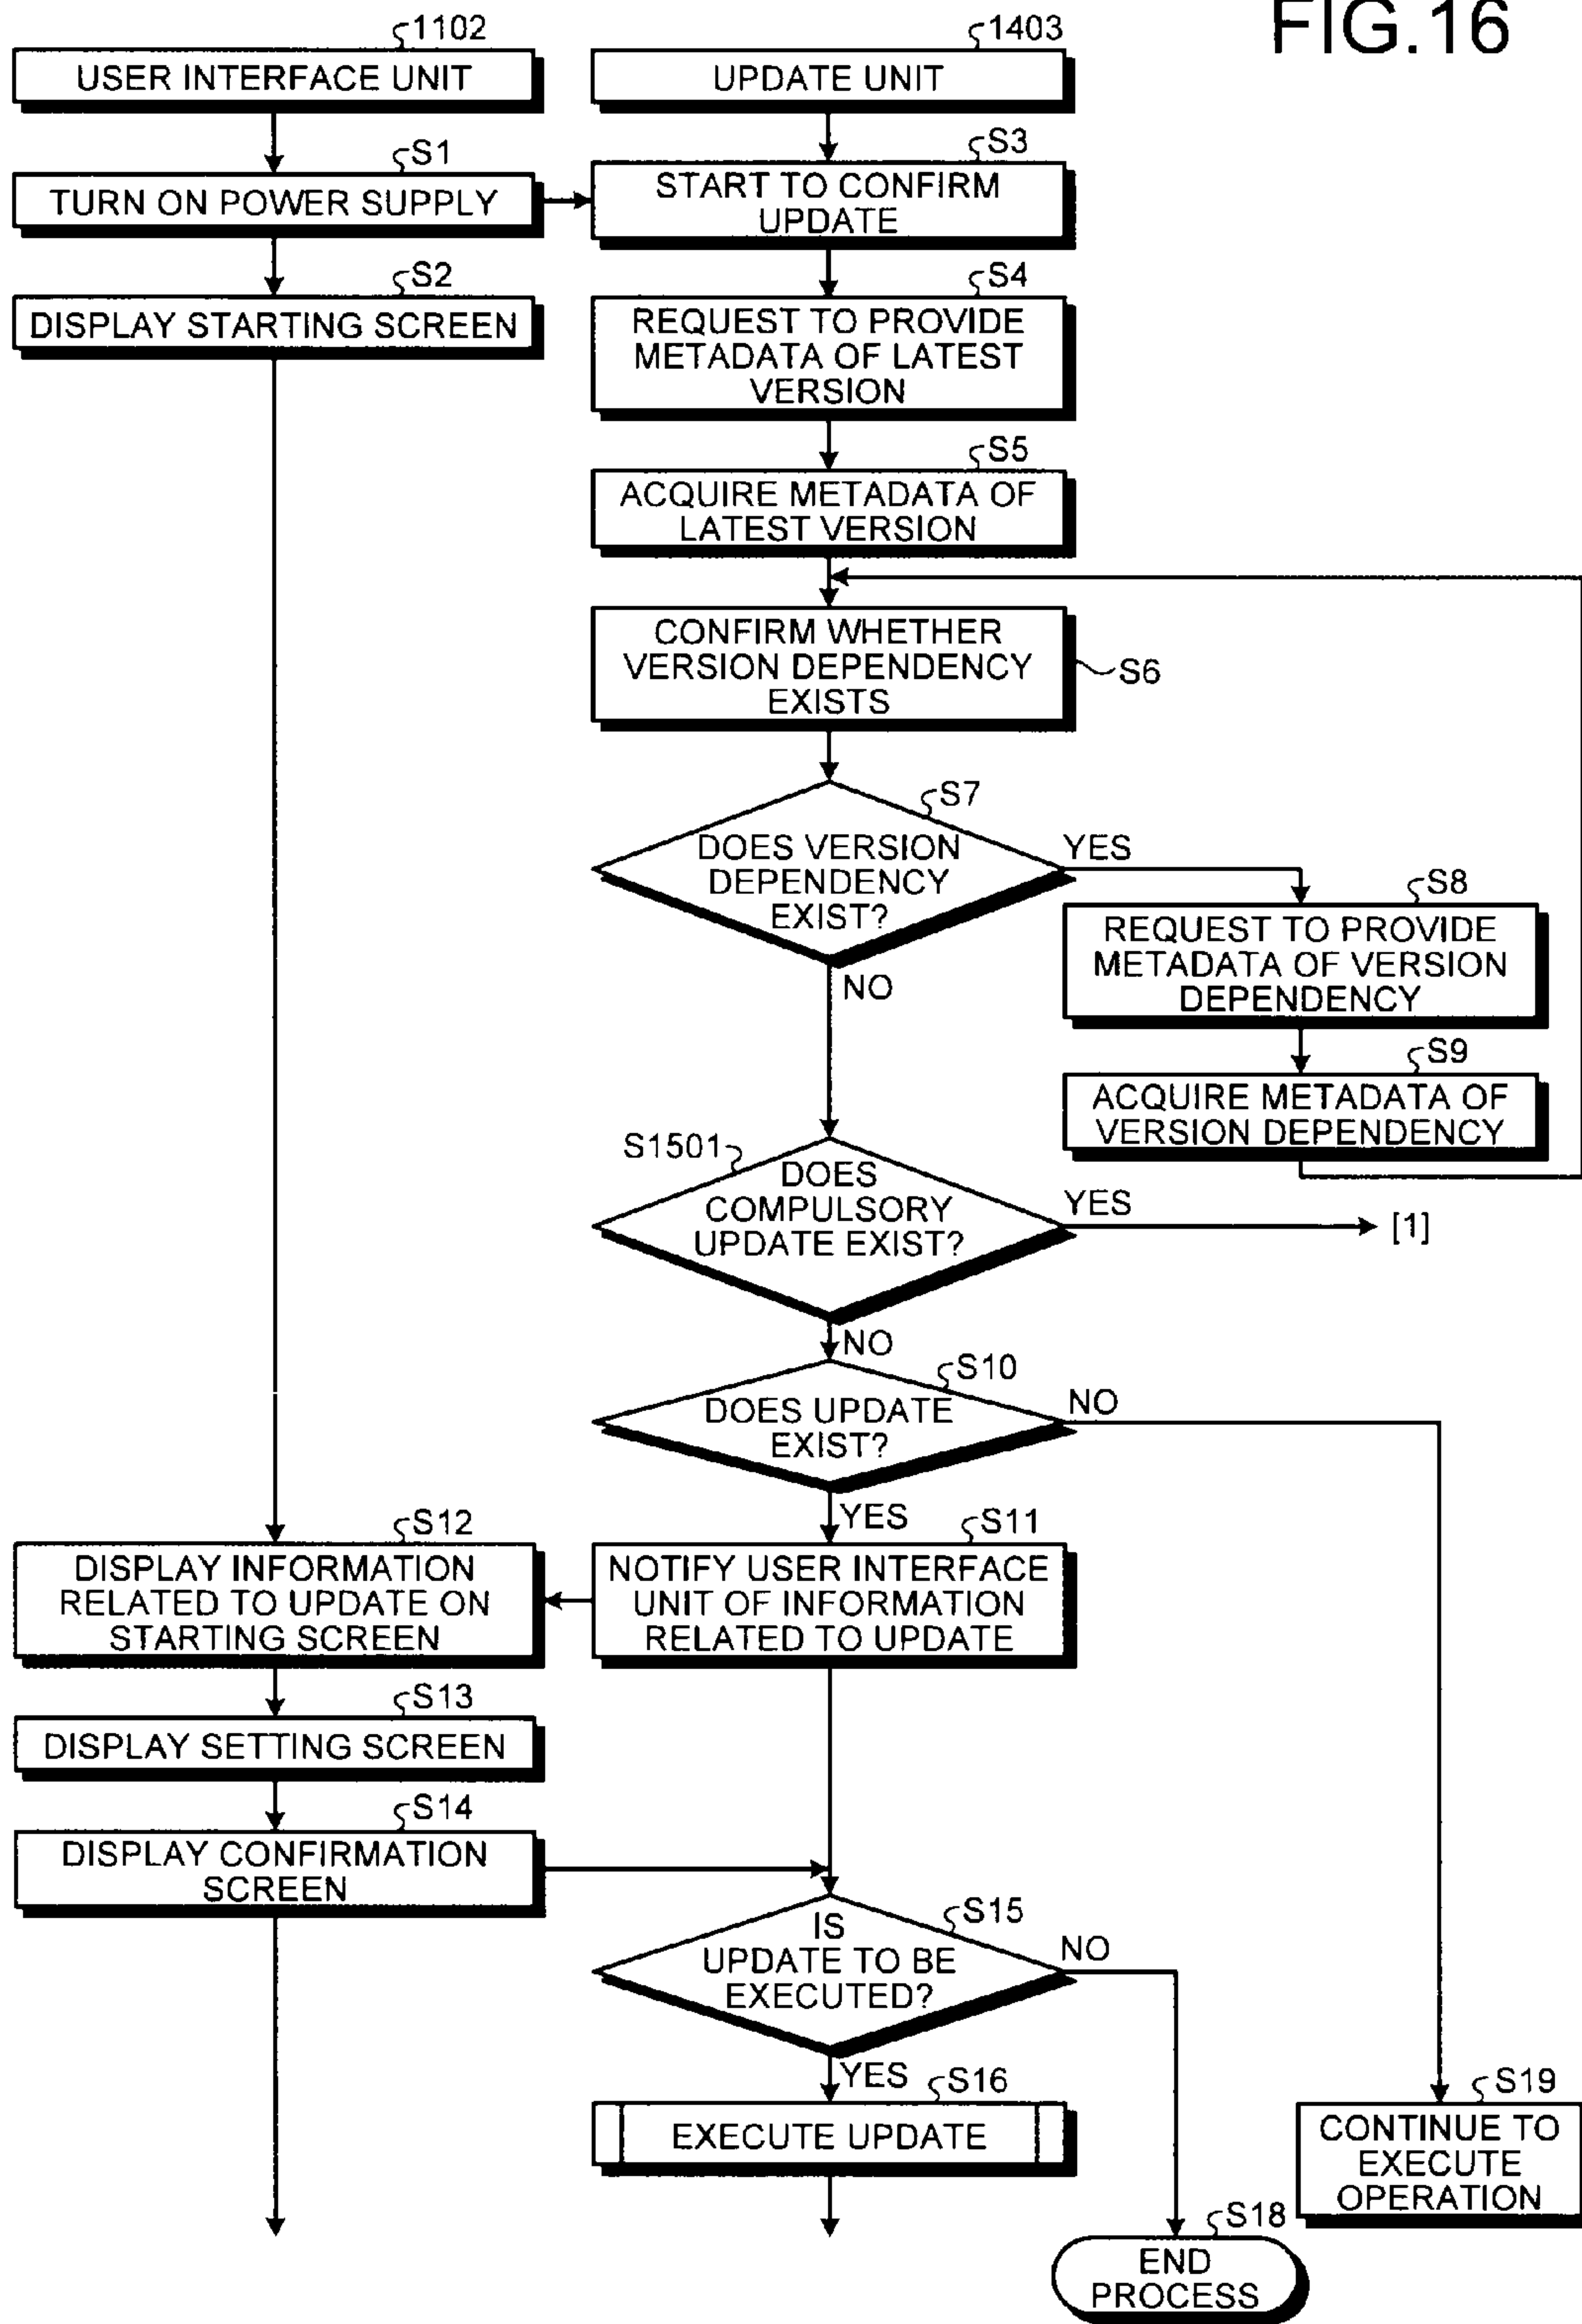 FIG.16
1102
USER INTERFACE UNIT
1403
UPDATE UNIT
S1
TURN ON POWER SUPPLY
S3
START TO CONFIRM
UPDATE
S2
DISPLAY STARTING SCREEN
S4
REQUEST TO PROVIDE
METADATA OF LATEST
VERSION
S5
ACQUIRE METADATA OF
LATEST VERSION
CONFIRM WHETHER
VERSION DEPENDENCY
EXISTS
S6
S7
DOES VERSION
DEPENDENCY
EXIST?
YES
NO
S8
REQUEST TO PROVIDE
METADATA OF VERSION
DEPENDENCY
S9
ACQUIRE METADATA OF
VERSION DEPENDENCY
S1501
DOES
COMPULSORY
UPDATE EXIST?
YES
[1]
NO
S10
DOES UPDATE
EXIST?
NO
YES
S12
DISPLAY INFORMATION
RELATED TO UPDATE ON
STARTING SCREEN
S11
NOTIFY USER INTERFACE
UNIT OF INFORMATION
RELATED TO UPDATE
S13
DISPLAY SETTING SCREEN
S14
DISPLAY CONFIRMATION
SCREEN
S15
IS
UPDATE TO BE
EXECUTED?
NO
YES
S16
EXECUTE UPDATE
S19
CONTINUE TO
EXECUTE
OPERATION
S18
END
PROCESS